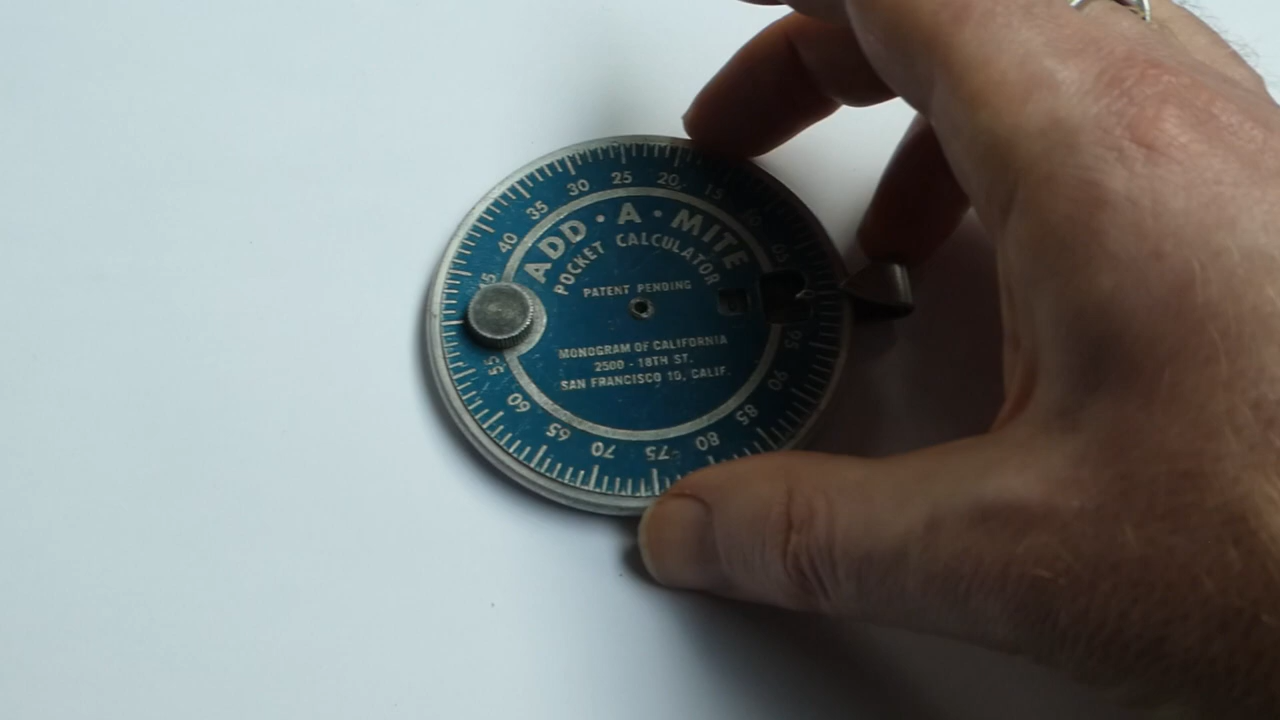 ADD · A · MITE
POCKET CALCULATOR
PATENT PENDING
MONOGRAM OF CALIFORNIA
2500 - 18TH ST.
SAN FRANCISCO 10, CALIF.
05
15
20
25
30
35
40
55
60
65
70
75
80
85
90
95